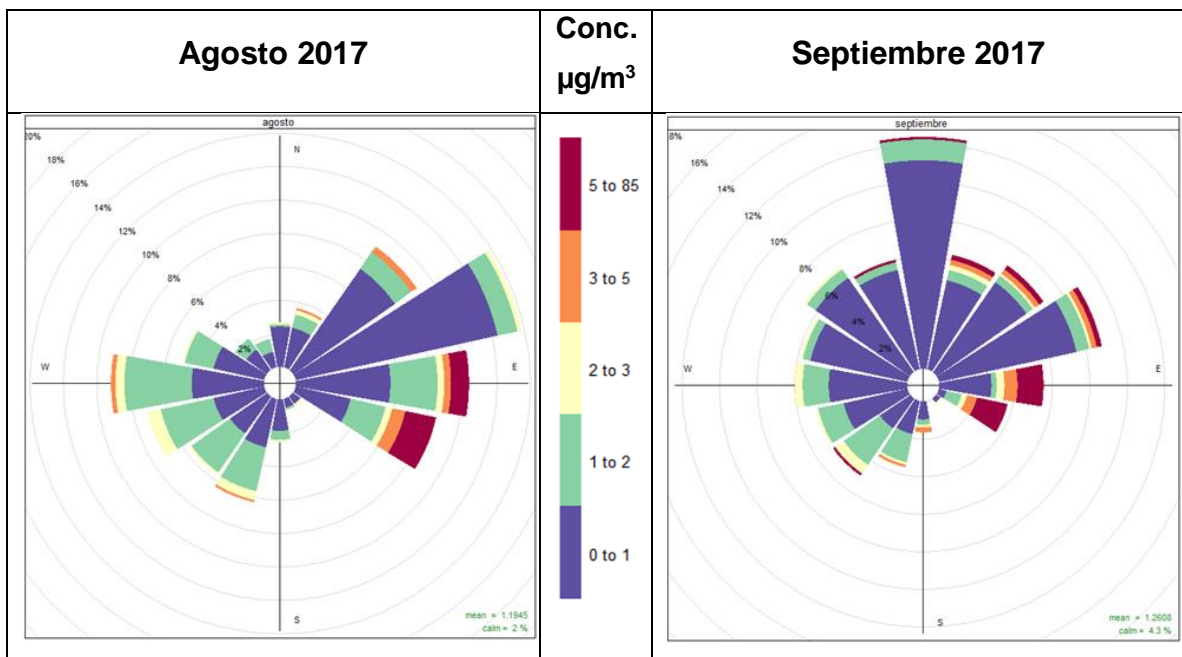 Agosto 2017
Conc.
µg/m³
Septiembre 2017
agosto
20%
18%
16%
14%
12%
10%
8%
6%
4%
2%
N
W
E
S
mean = 1.1945
calm = 2 %
5 to 85
3 to 5
2 to 3
1 to 2
0 to 1
septiembre
8%
16%
14%
12%
10%
8%
6%
4%
2%
W
E
S
mean = 1.2608
calm = 4.3 %